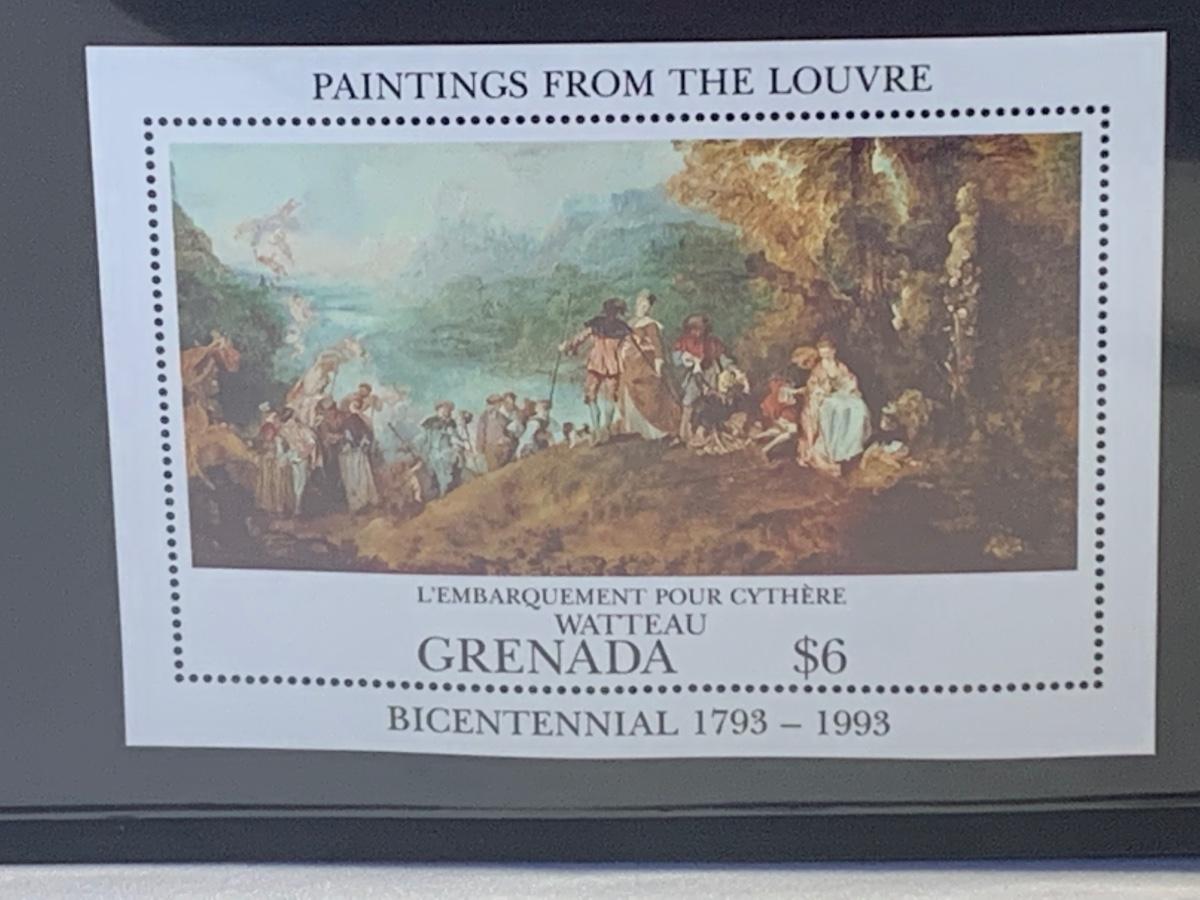 PAINTINGS FROM THE LOUVRE
L'EMBARQUEMENT POUR CYTHÈRE
WATTEAU
GRENADA $6
BICENTENNIAL 1793 – 1993